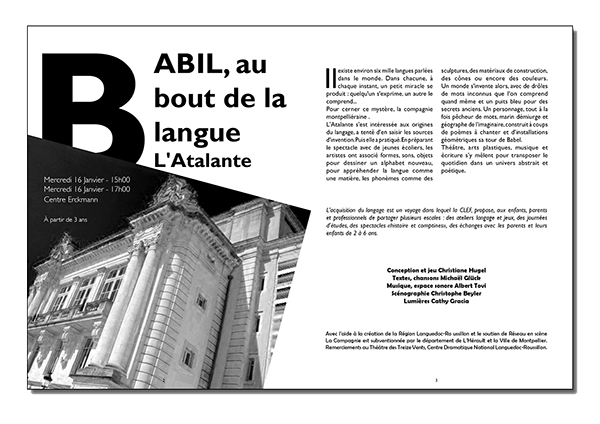 BABIL, au
bout de la
langue
L'Atalante
Mercredi 16 Janvier - 15h00
Mercredi 16 Janvier - 17h00
Centre Erckmann
À partir de 3 ans
Il existe environ six mille langues parlées
dans le monde. Dans chacune, à
chaque instant, un petit miracle se
produit : quelqu'un s'exprime, un autre le
comprend...
Pour cerner ce mystère, la compagnie
montpelliéraine .
L'Atalante s'est intéressée aux origines
du langage, a tenté d'en saisir les sources
d'invention. Puis elle a pratiqué. En préparant
le spectacle avec de jeunes écoliers, les
artistes ont associé formes, sons, objets
pour dessiner un alphabet nouveau,
pour appréhender la langue comme
une matière, les phonèmes comme des
sculptures, des matériaux de construction,
des cônes ou encore des couleurs.
Un monde s'invente alors, avec de drôles
de mots inconnus que l'on comprend
quand même et un puits bleu pour des
secrets anciens. Un personnage, tout à la
fois pêcheur de mots, marin démiurge et
géographe de l'imaginaire, construit à coups
de poèmes à chanter et d'installations
géométriques sa tour de Babel.
Théâtre, arts plastiques, musique et
écriture s'y mêlent pour transposer le
quotidien dans un univers abstrait et
poétique.
L'acquisition du langage est un voyage dans lequel la CLEF, propose, aux enfants, parents
et professionnels de partager plusieurs escales : des ateliers langage et jeux, des journées
d'études, des spectacles «histoire et comptines», des échanges avec les parents et leurs
enfants de 2 à 6 ans.
Conception et jeu Christiane Hugel
Textes, chansons Michaël Glück
Musique, espace sonore Albert Tovi
Scénographie Christophe Beyler
Lumières Cathy Gracia
Avec l'aide à la création de la Région Languedoc-Ro ussillon et le soutien de Réseau en scène
La Compagnie est subventionnée par le département de L'Hérault et la Ville de Montpellier.
Remerciements au Théâtre des Treize Vents, Centre Dramatique National Languedoc-Roussillon.
3